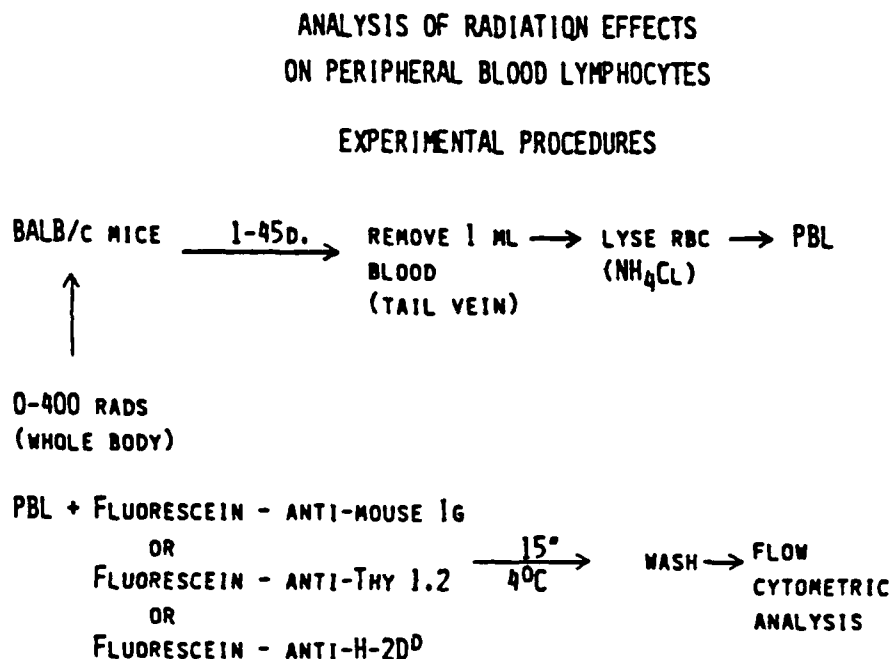 ANALYSIS OF RADIATION EFFECTS
ON PERIPHERAL BLOOD LYMPHOCYTES
EXPERIMENTAL PROCEDURES
BALB/C MICE 1-45D. REMOVE 1 ML LYSE RBC PBL
BLOOD (NH4CL)
(TAIL VEIN)
0-400 RADS
(WHOLE BODY)
PBL + FLUORESCEIN - ANTI-MOUSE IG
OR
FLUORESCEIN - ANTI-THY 1.2 15" 4°C WASH FLOW
CYTOMETRIC
OR ANALYSIS
FLUORESCEIN - ANTI-H-2Dᴰ